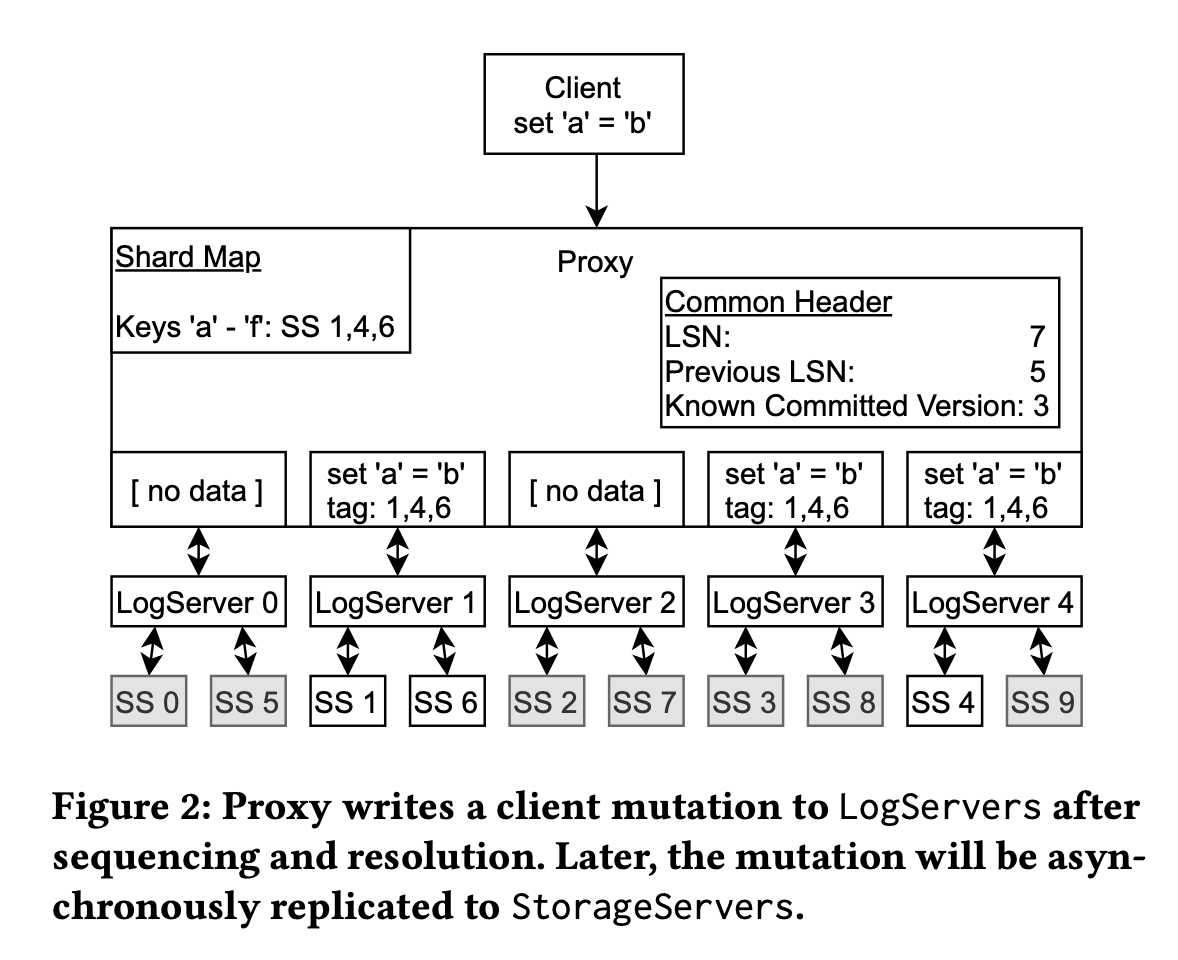 Client
set 'a' = 'b'
Shard Map
Keys 'a' - 'f': SS 1,4,6
Proxy
Common Header
LSN: 7
Previous LSN: 5
Known Committed Version: 3
[ no data ]
set 'a' = 'b'
tag: 1,4,6
[ no data ]
set 'a' = 'b'
tag: 1,4,6
set 'a' = 'b'
tag: 1,4,6
LogServer 0
LogServer 1
LogServer 2
LogServer 3
LogServer 4
SS 0
SS 5
SS 1
SS 6
SS 2
SS 7
SS 3
SS 8
SS 4
SS 9
Figure 2: Proxy writes a client mutation to LogServers after
sequencing and resolution. Later, the mutation will be asyn-
chronously replicated to StorageServers.